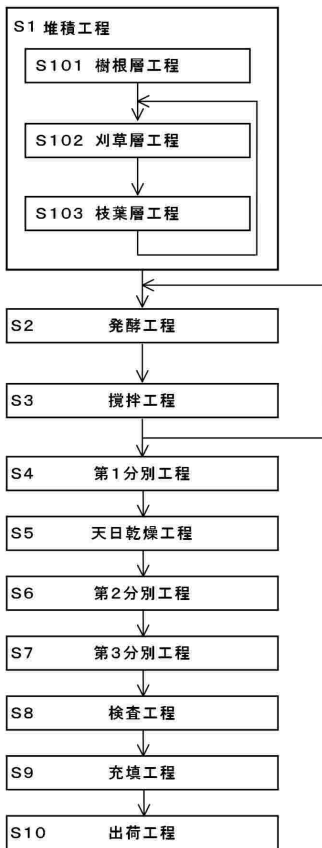 S1 堆積工程
S101 樹根層工程
S102 刈草層工程
S103 枝葉層工程
S2 発酵工程
S3 撹拌工程
S4 第1分別工程
S5 天日乾燥工程
S6 第2分別工程
S7 第3分別工程
S8 検査工程
S9 充填工程
S10 出荷工程